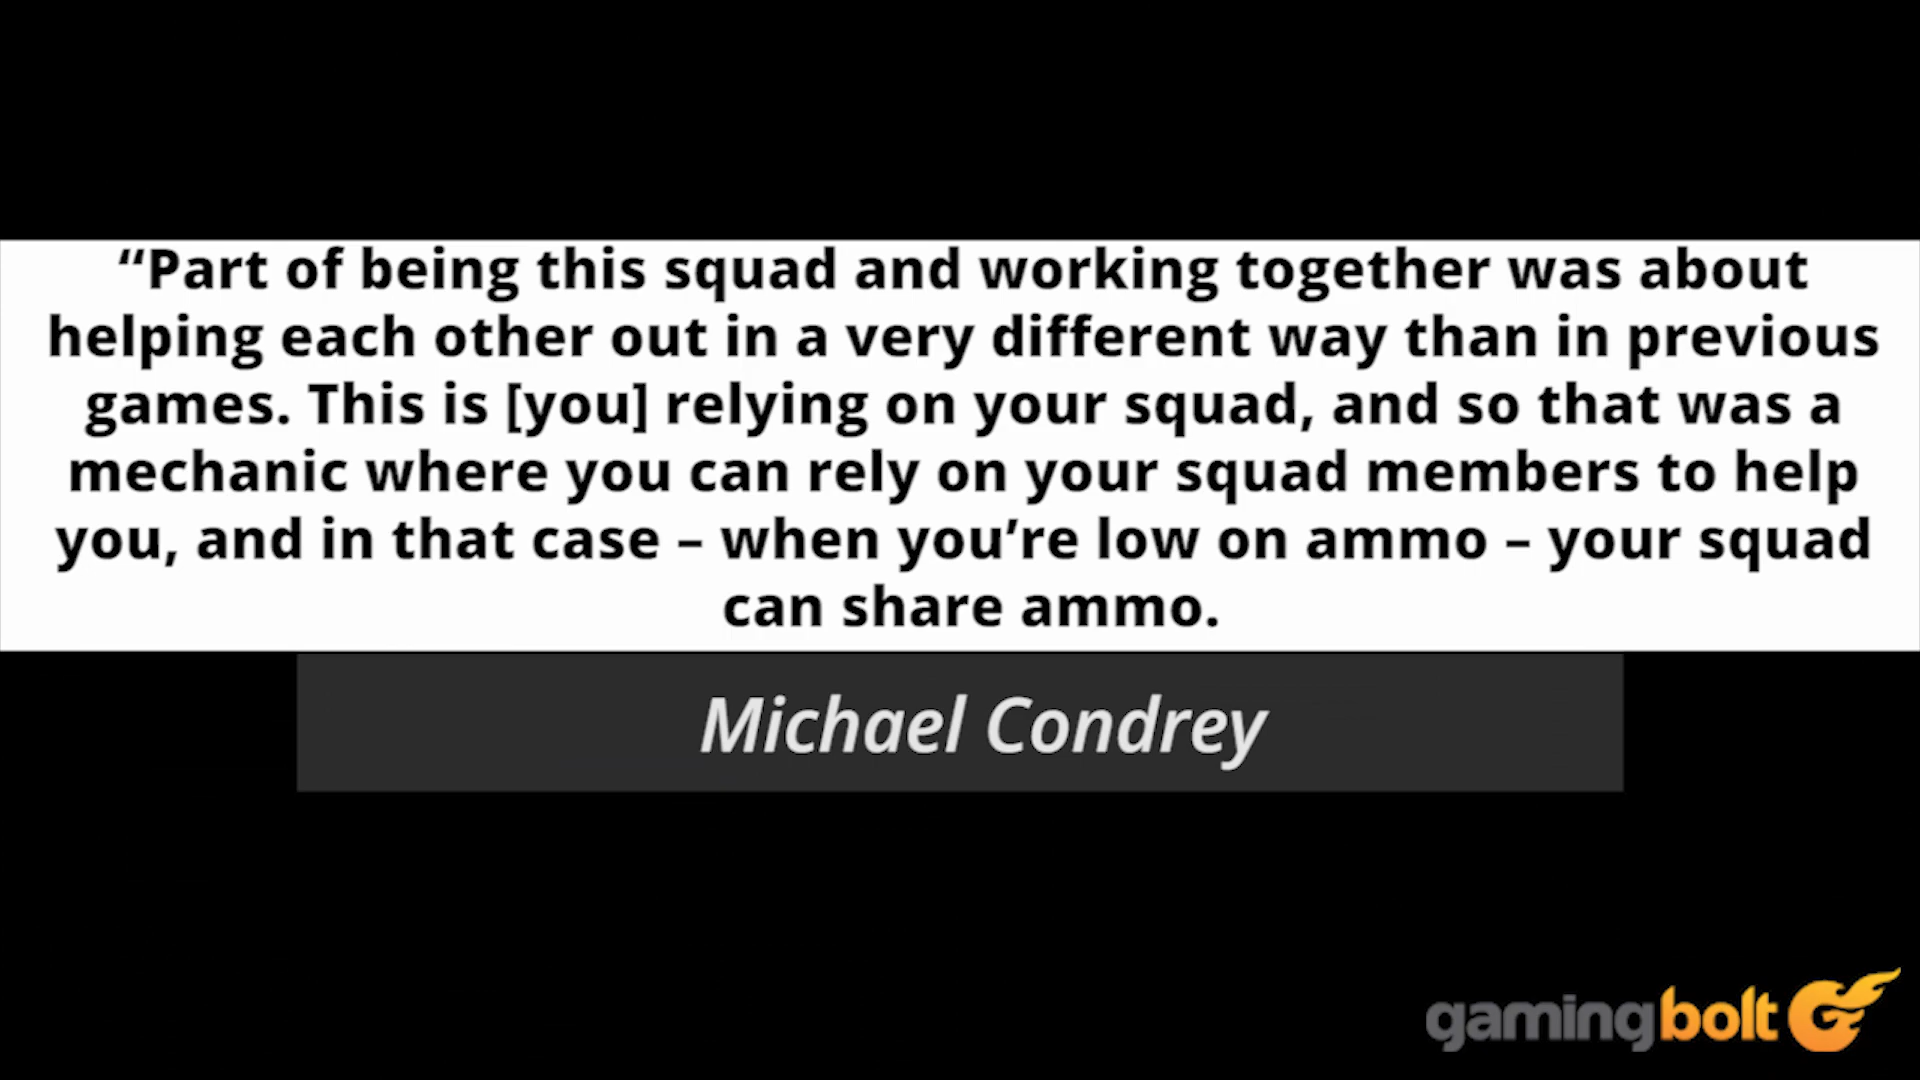 “Part of being this squad and working together was about
helping each other out in a very different way than in previous
games. This is [you] relying on your squad, and so that was a
mechanic where you can rely on your squad members to help
you, and in that case – when you’re low on ammo – your squad
can share ammo.
Michael Condrey
gamingbolt